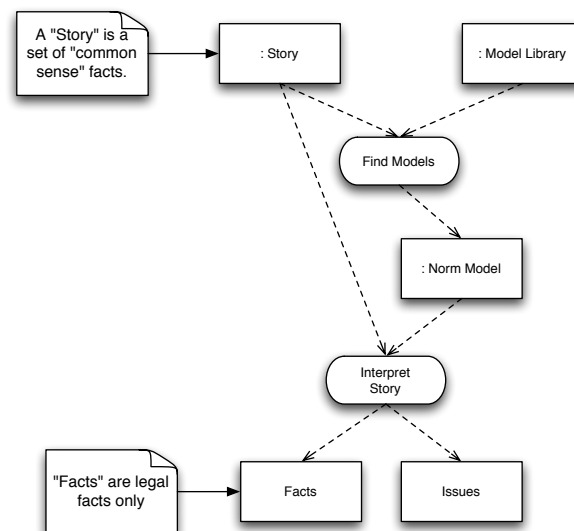 A "Story" is a
set of "common
sense" facts.
: Story
: Model Library
Find Models
: Norm Model
Interpret
Story
"Facts" are legal
facts only
Facts
Issues